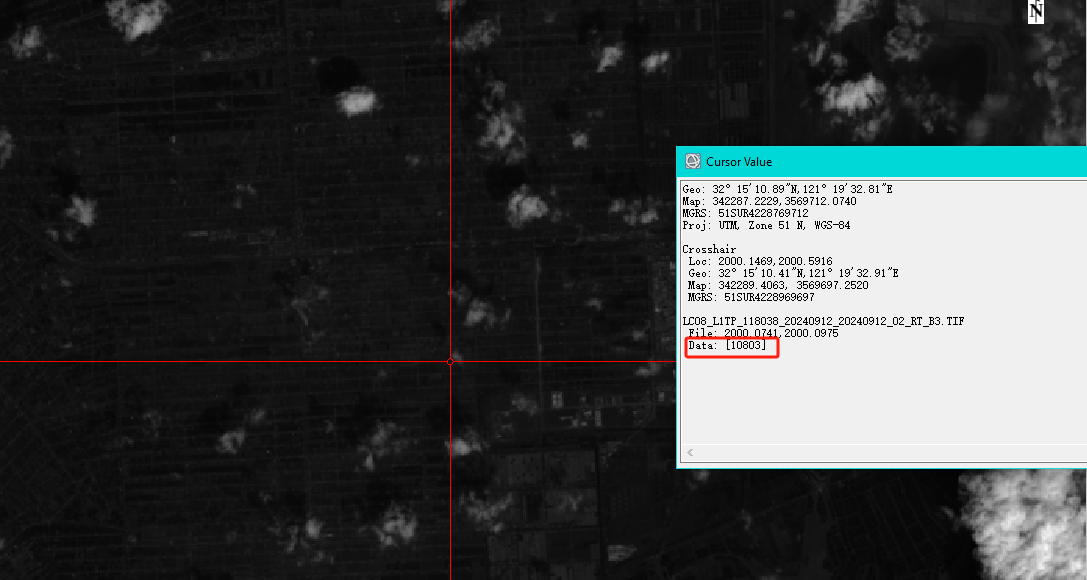 N
Cursor Value
Geo: 32° 15'10.89"N,121° 19'32.81"E
Map: 342287.2229,3569712.0740
MGRS: 51SUR4228769712
Proj: UTM, Zone 51 N, WGS-84
Crosshair
Loc: 2000.1469,2000.5916
Geo: 32° 15'10.41"N,121° 19'32.91"E
Map: 342289.4063, 3569697.2520
MGRS: 51SUR4228969697
LC08_L1TP_118038_20240912_20240912_02_RT_B3.TIF
File: 2000.0741,2000.0975
Data: [10803]